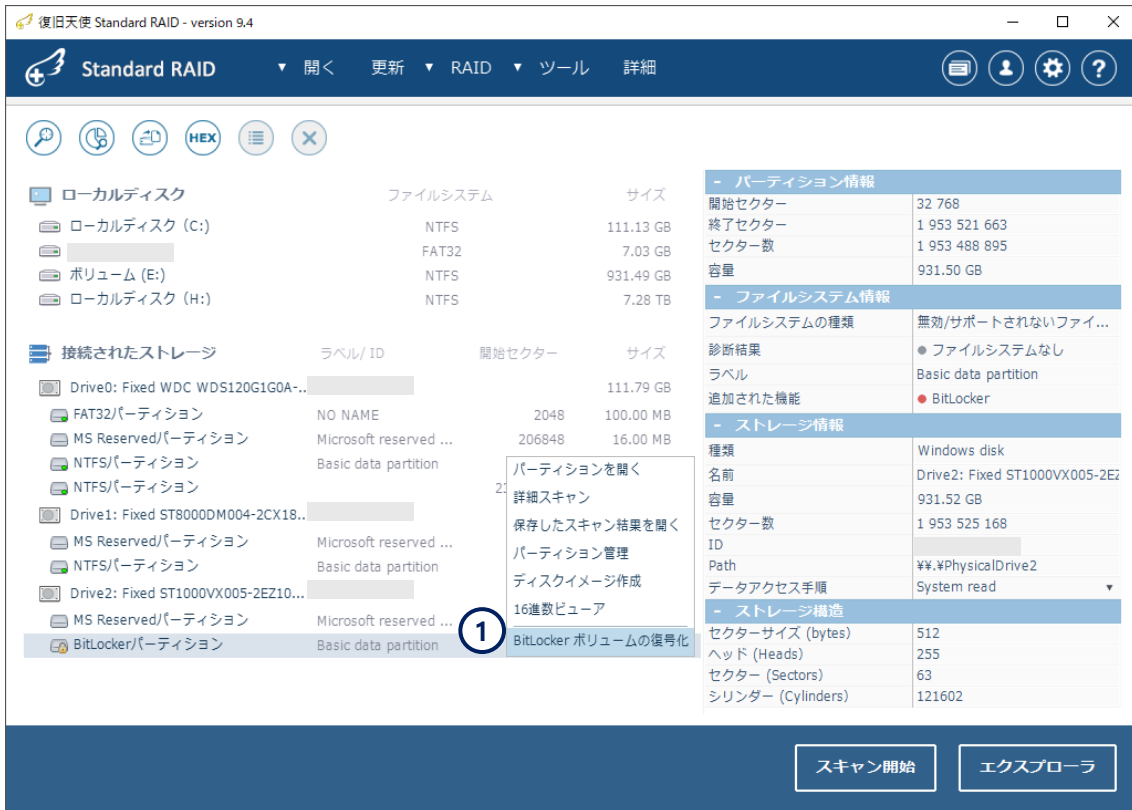 復旧天使 Standard RAID - version 9.4
Standard RAID ▼ 開く 更新 ▼ RAID ▼ ツール 詳細
HEX
ローカルディスク ファイルシステム サイズ
ローカルディスク (C:) NTFS 111.13 GB
FAT32 7.03 GB
ボリューム (E:) NTFS 931.49 GB
ローカルディスク (H:) NTFS 7.28 TB
接続されたストレージ ラベル/ ID 開始セクター サイズ
Drive0: Fixed WDC WDS120G1G0A-.. 111.79 GB
FAT32パーティション NO NAME 2048 100.00 MB
MS Reservedパーティション Microsoft reserved ... 206848 16.00 MB
NTFSパーティション Basic data partition
NTFSパーティション
Drive1: Fixed ST8000DM004-2CX18...
MS Reservedパーティション Microsoft reserved ...
NTFSパーティション Basic data partition
Drive2: Fixed ST1000VX005-2EZ10...
MS Reservedパーティション Microsoft reserved ...
BitLockerパーティション Basic data partition
パーティションを開く
詳細スキャン
保存したスキャン結果を開く
パーティション管理
ディスクイメージ作成
16進数ビューア
1 BitLocker ボリュームの復号化
- パーティション情報
開始セクター 32 768
終了セクター 1 953 521 663
セクター数 1 953 488 895
容量 931.50 GB
- ファイルシステム情報
ファイルシステムの種類 無効/サポートされないファイ...
診断結果 ● ファイルシステムなし
ラベル Basic data partition
追加された機能 ● BitLocker
- ストレージ情報
種類 Windows disk
名前 Drive2: Fixed ST1000VX005-2EZ
容量 931.52 GB
セクター数 1 953 525 168
ID
Path ¥¥.¥PhysicalDrive2
データアクセス手順 System read ▼
- ストレージ構造
セクターサイズ (bytes) 512
ヘッド (Heads) 255
セクター (Sectors) 63
シリンダー (Cylinders) 121602
スキャン開始 エクスプローラ